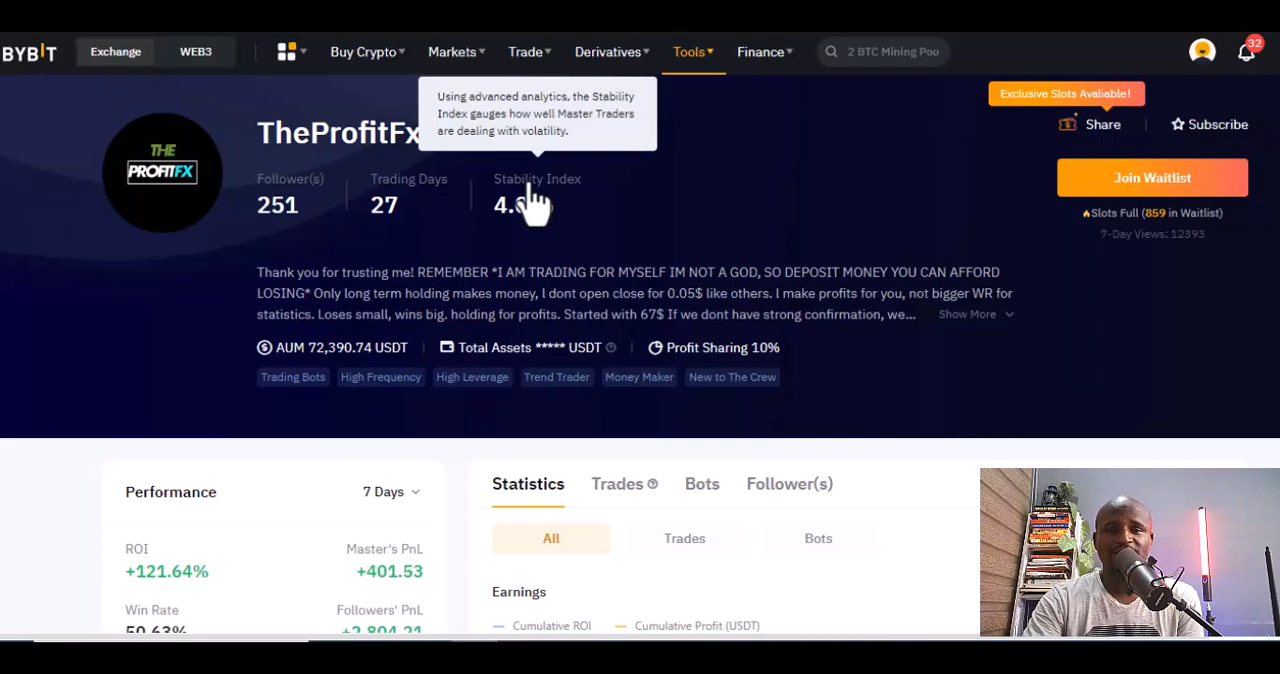 BYBIT
Exchange
WEB3
Buy Crypto
Markets
Trade
Derivatives
Tools
Finance
2 BTC Mining Poo
32
Using advanced analytics, the Stability
Index gauges how well Master Traders
are dealing with volatility.
Exclusive Slots Avaliable!
THE
PROFITFX
TheProfitFx
Share
Subscribe
Follower(s)
Trading Days
Stability Index
251
27
Join Waitlist
Slots Full (859 in Waitlist)
7-Day Views: 12393
Thank you for trusting me! REMEMBER *I AM TRADING FOR MYSELF IM NOT A GOD, SO DEPOSIT MONEY YOU CAN AFFORD
LOSING* Only long term holding makes money, I dont open close for 0.05$ like others. I make profits for you, not bigger WR for
statistics. Loses small, wins big. holding for profits. Started with 67$ If we dont have strong confirmation, we... Show More
AUM 72,390.74 USDT
Total Assets ***** USDT
Profit Sharing 10%
Trading Bots
High Frequency
High Leverage
Trend Trader
Money Maker
New to The Crew
Performance
7 Days
Statistics
Trades
Bots
Follower(s)
All
Trades
Bots
ROI
Master's PnL
+121.64%
+401.53
Win Rate
Followers' PnL
50.63%
+2,804.21
Earnings
Cumulative ROI
Cumulative Profit (USDT)